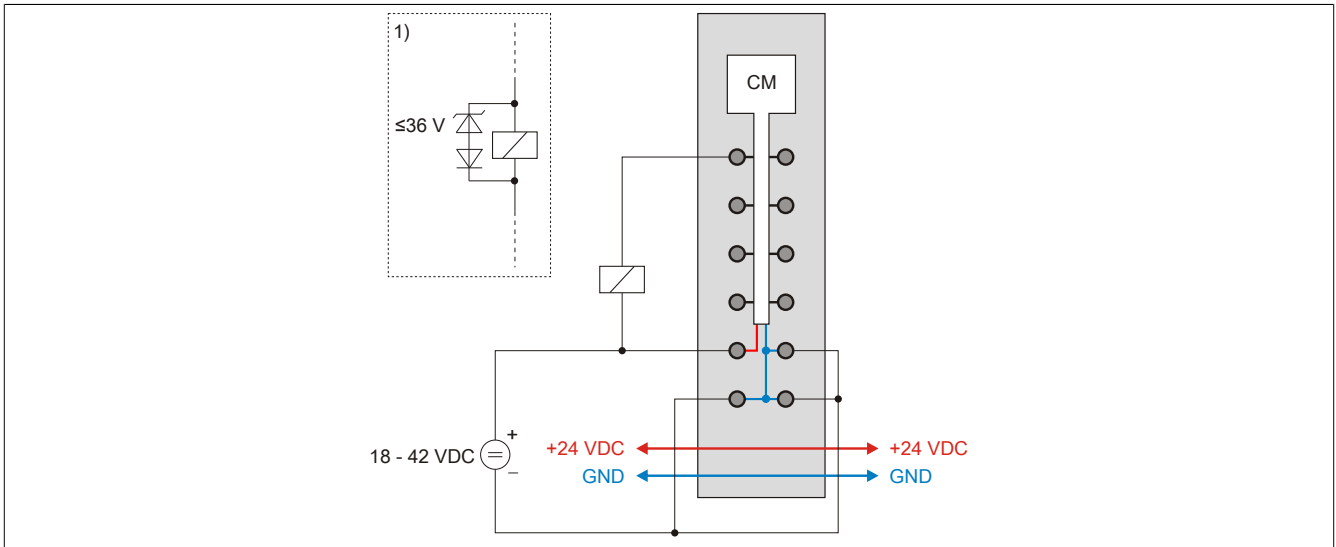 1)
CM
≤36 V
+
18 - 42 VDC
–
+24 VDC
+24 VDC
GND
GND